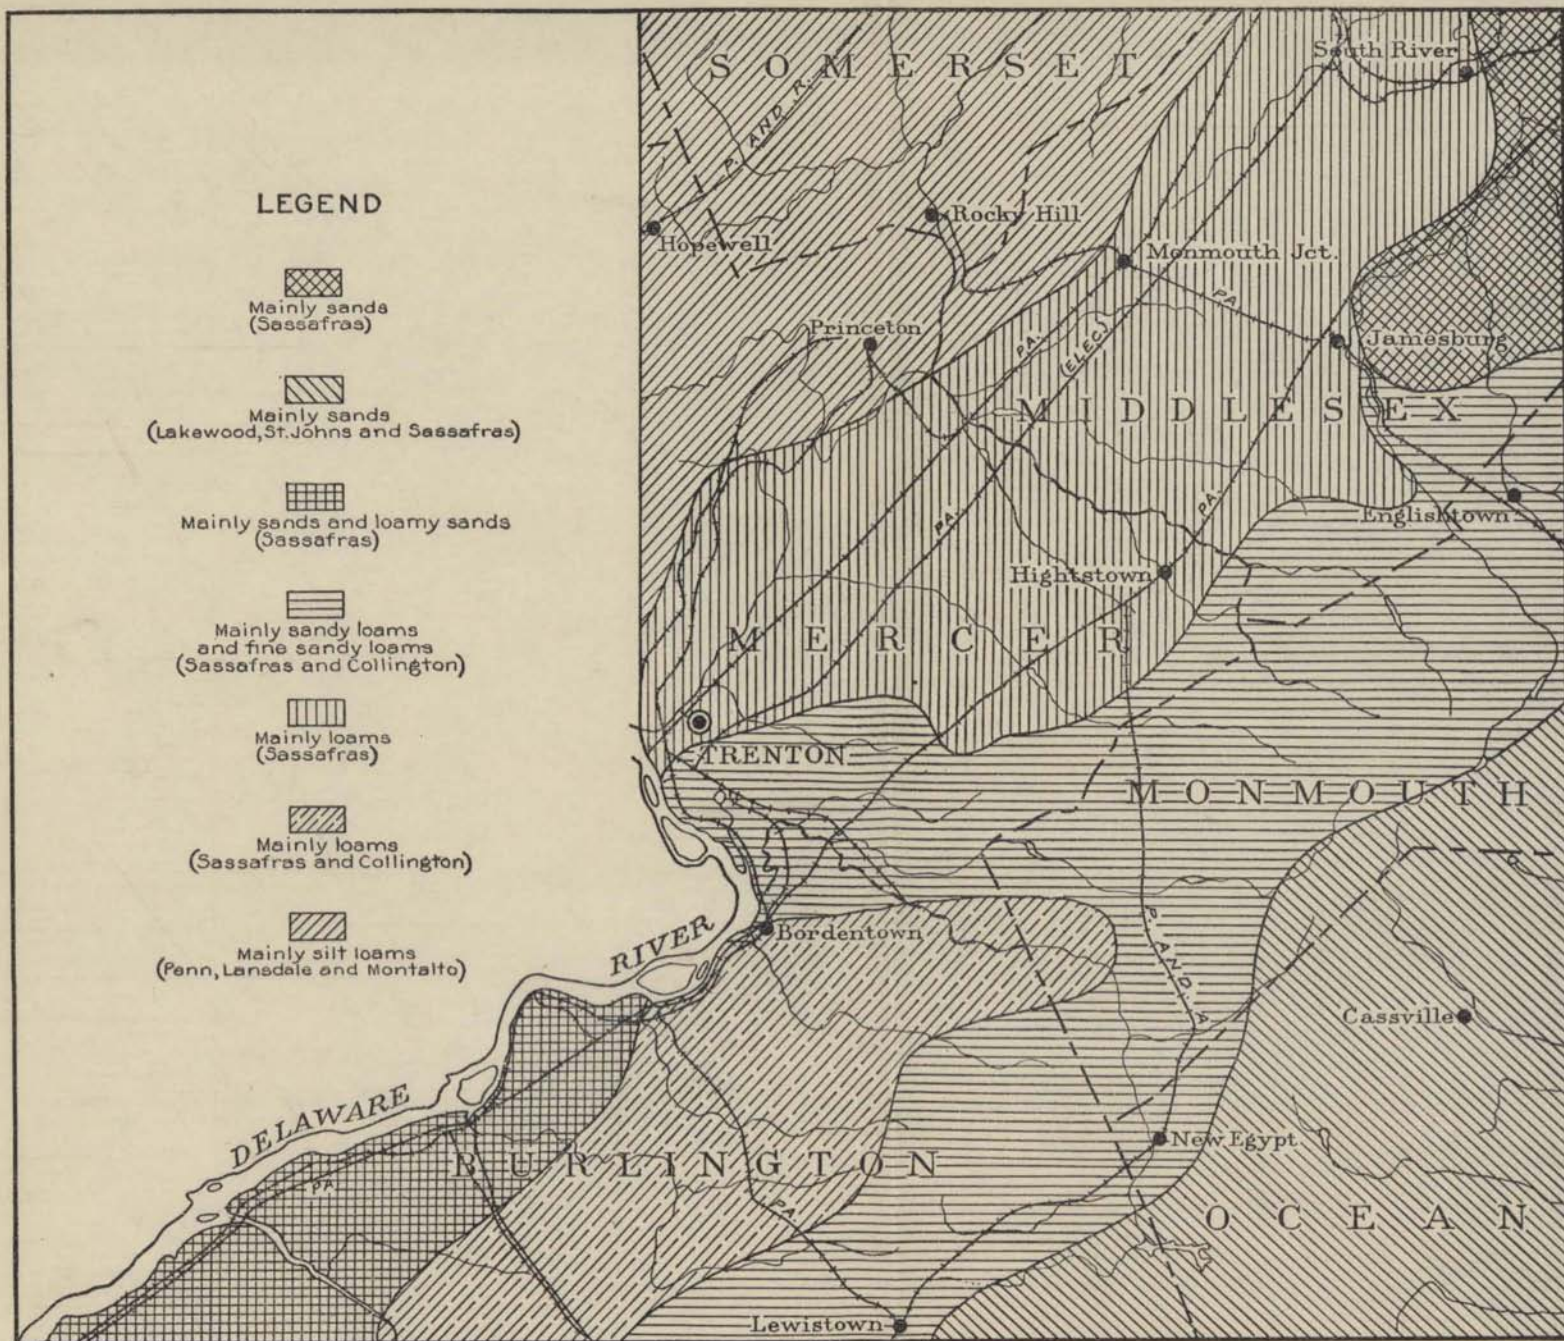 LEGEND
Mainly sands
(Sassafras)
Mainly sands
(Lakewood, St. Johns and Sassafras)
Mainly sands and loamy sands
(Sassafras)
Mainly sandy loams
and fine sandy loams
(Sassafras and Collington)
Mainly loams
(Sassafras)
Mainly loams
(Sassafras and Collington)
Mainly silt loams
(Penn, Lansdale and Montalto)
SOMERSET
South River
P. AND R.
Rocky Hill
Hopewell
Monmouth Jct.
PA.
Princeton
PA.
(ELEC.)
Jamesburg
MIDDLESEX
PA.
PA.
Englishtown
Hightstown
MERCER
TRENTON
MONMOUTH
Bordentown
RIVER
P. AND A.
Cassville
DELAWARE
New Egypt
BURLINGTON
PA
PA
OCEAN
Lewistown